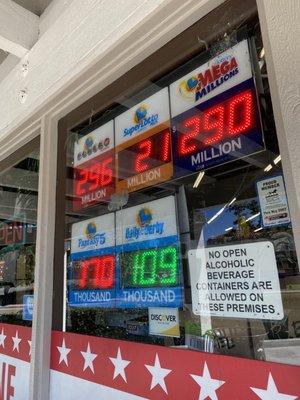 296
MILLION
SuperLotto
21
MILLION
MEGA
MILLIONS
290
MILLION
Fantasy 5
THOUSAND
Daily Derby
109
THOUSAND
DISCOVER
NO OPEN
ALCOHOLIC
BEVERAGE
CONTAINERS ARE
ALLOWED ON
THESE PREMISES